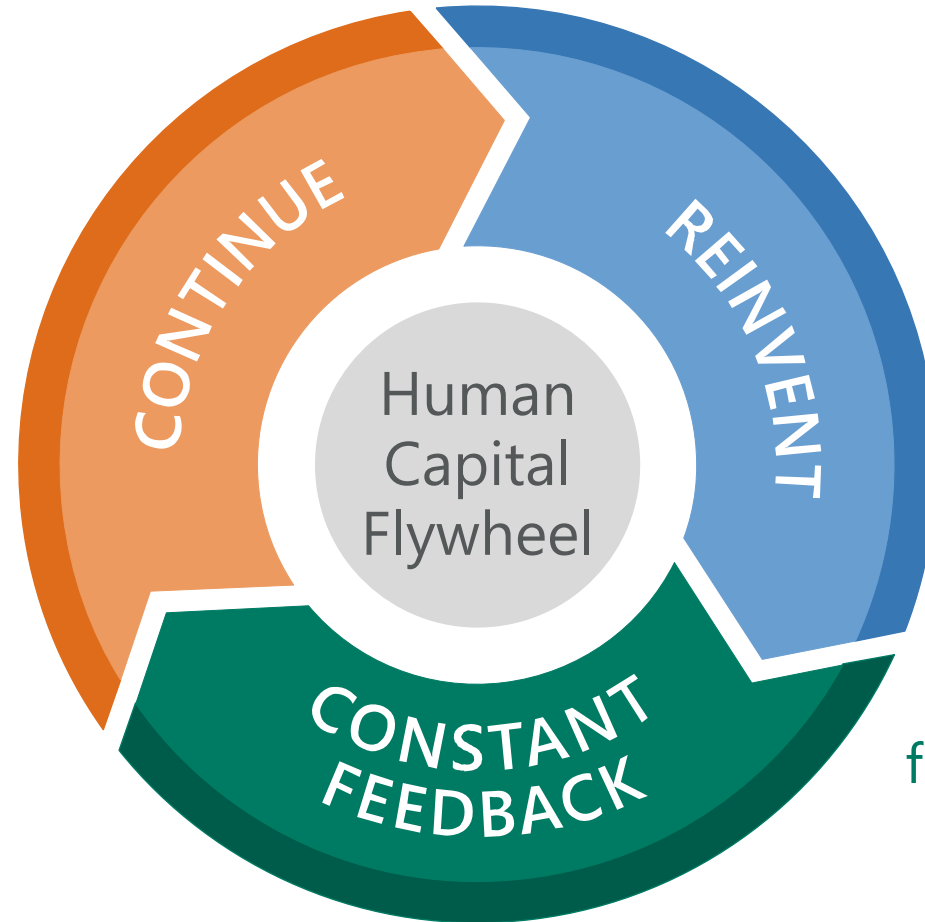 CONTINUE
REINVENT
Human
Capital
Flywheel
CONSTANT
FEEDBACK
f